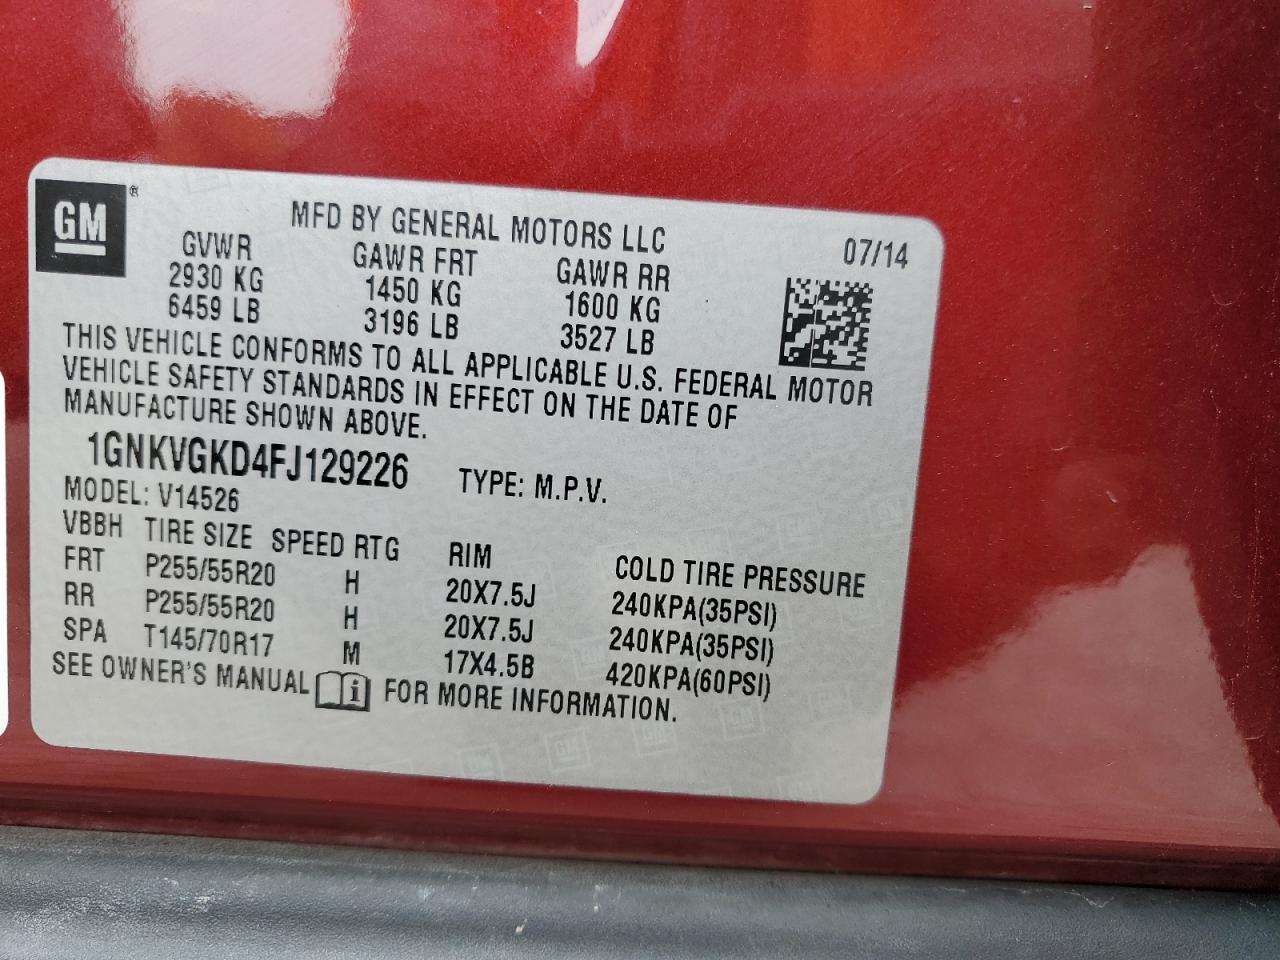 GM®
MFD BY GENERAL MOTORS LLC
07/14
GVWR GAWR FRT GAWR RR
2930 KG 1450 KG 1600 KG
6459 LB 3196 LB 3527 LB
THIS VEHICLE CONFORMS TO ALL APPLICABLE U.S. FEDERAL MOTOR
VEHICLE SAFETY STANDARDS IN EFFECT ON THE DATE OF
MANUFACTURE SHOWN ABOVE.
1GNKVGKD4FJ129226 TYPE: M.P.V.
MODEL: V14526
VBBH TIRE SIZE SPEED RTG RIM COLD TIRE PRESSURE
FRT P255/55R20 H 20X7.5J 240KPA(35PSI)
RR P255/55R20 H 20X7.5J 240KPA(35PSI)
SPA T145/70R17 M 17X4.5B 420KPA(60PSI)
SEE OWNER'S MANUAL i FOR MORE INFORMATION.